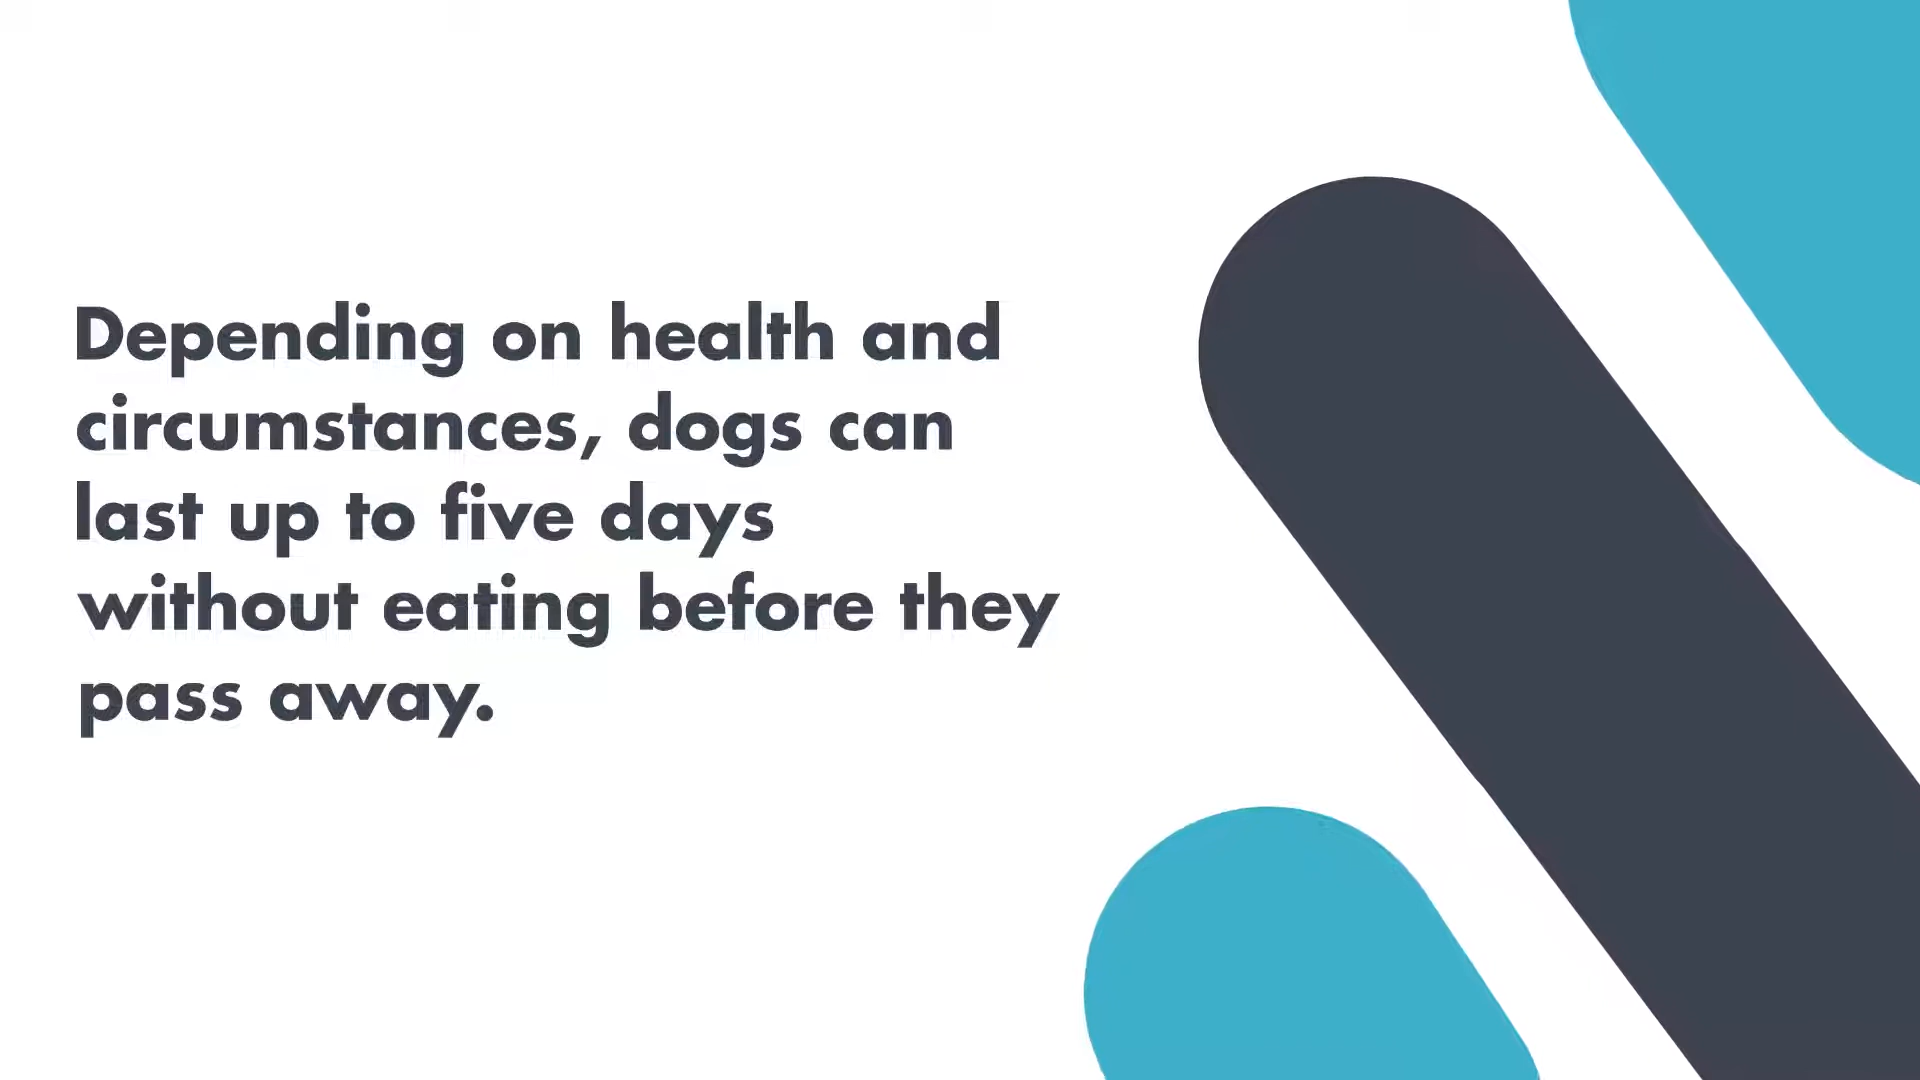 Depending on health and
circumstances, dogs can
last up to five days
without eating before they
pass away.